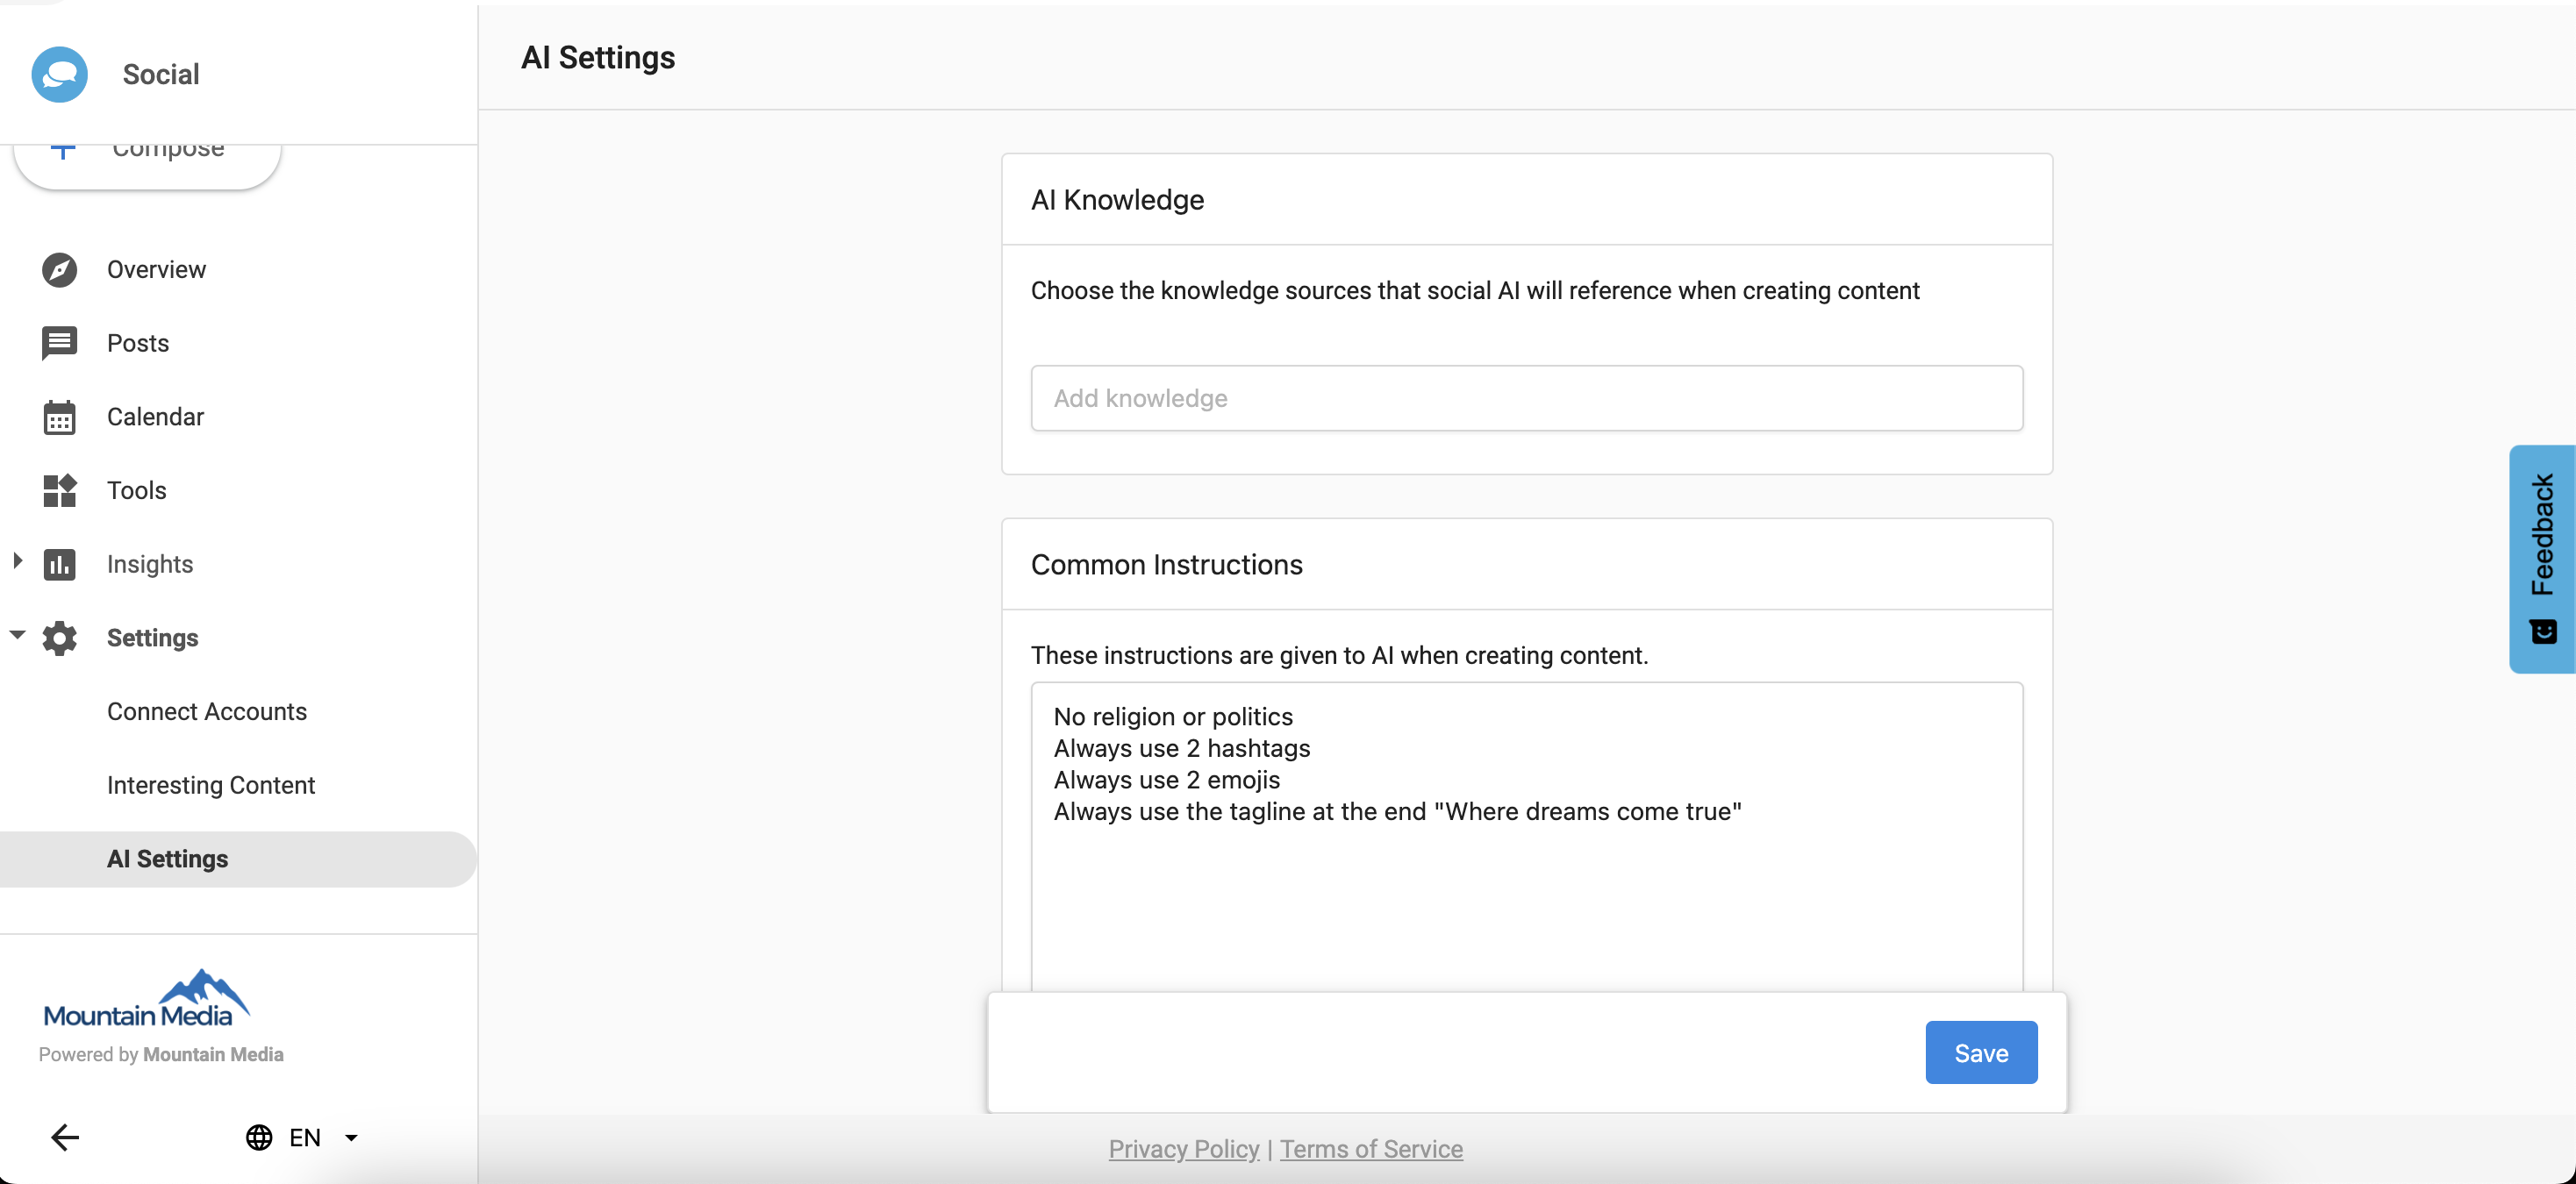 Social
Compose
Overview
Posts
Calendar
Tools
Insights
Settings
Connect Accounts
Interesting Content
AI Settings
Mountain Media
Powered by Mountain Media
EN
AI Settings
AI Knowledge
Choose the knowledge sources that social AI will reference when creating content
Add knowledge
Common Instructions
These instructions are given to AI when creating content.
No religion or politics
Always use 2 hashtags
Always use 2 emojis
Always use the tagline at the end "Where dreams come true"
Save
Privacy Policy | Terms of Service
Feedback